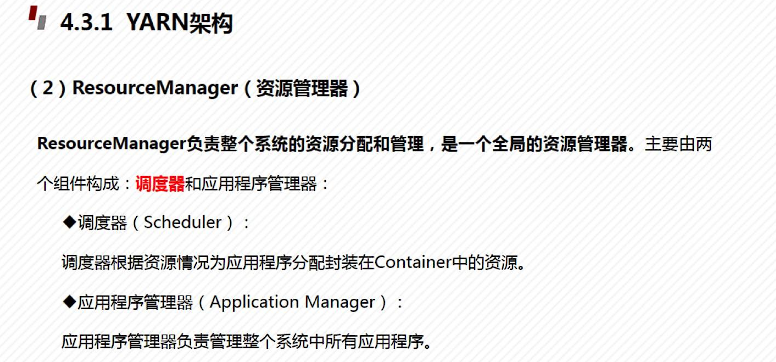 4.3.1 YARN架构
（2）ResourceManager（资源管理器）
ResourceManager负责整个系统的资源分配和管理，是一个全局的资源管理器。主要由两
个组件构成：调度器和应用程序管理器：
◆调度器（Scheduler）：
调度器根据资源情况为应用程序分配封装在Container中的资源。
◆应用程序管理器（Application Manager）：
应用程序管理器负责管理整个系统中所有应用程序。